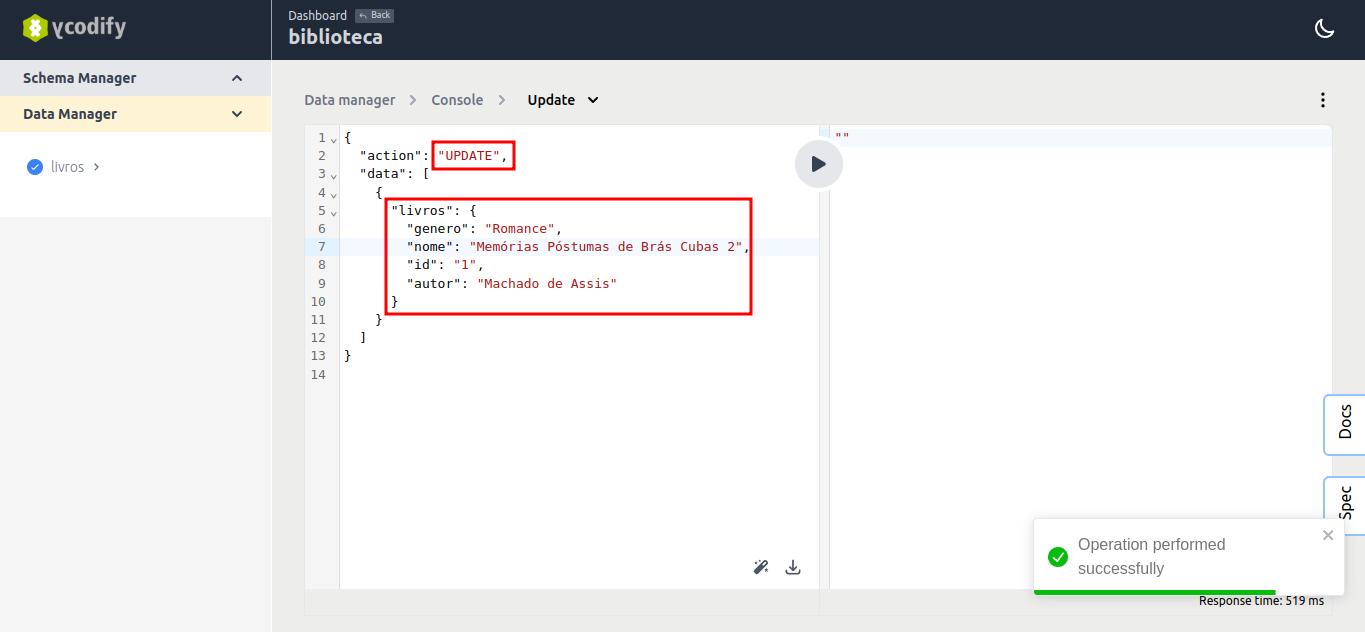 ycodify
Dashboard Back
biblioteca
Schema Manager
Data Manager
livros
Data manager Console Update
1 {
2 "action": "UPDATE",
3 "data": [
4 {
5 "livros": {
6 "genero": "Romance",
7 "nome": "Memórias Póstumas de Brás Cubas 2",
8 "id": "1",
9 "autor": "Machado de Assis"
10 }
11 }
12 ]
13 }
14
""
Docs
Spec
Operation performed
successfully
Response time: 519 ms